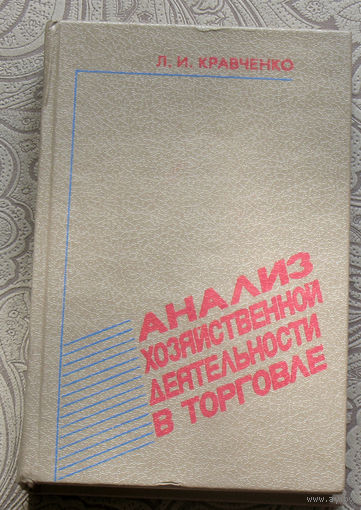 Л. И. КРАВЧЕНКО
АНАЛИЗ
ХОЗЯЙСТВЕННОЙ
ДЕЯТЕЛЬНОСТИ
В ТОРГОВЛЕ